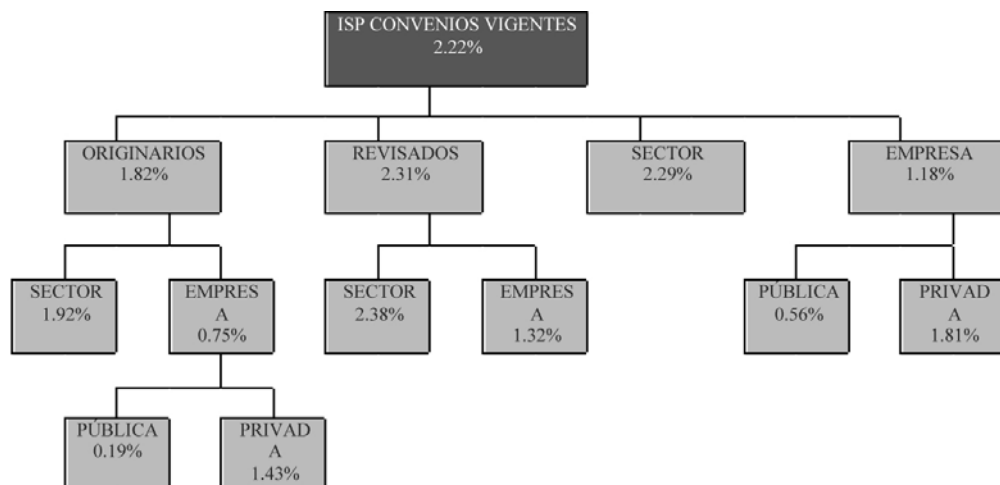 ISP CONVENIOS VIGENTES
2.22%
ORIGINARIOS
1.82%
REVISADOS
2.31%
SECTOR
2.29%
EMPRESA
1.18%
SECTOR
1.92%
EMPRES
A
0.75%
SECTOR
2.38%
EMPRES
A
1.32%
PÚBLICA
0.56%
PRIVAD
A
1.81%
PÚBLICA
0.19%
PRIVAD
A
1.43%